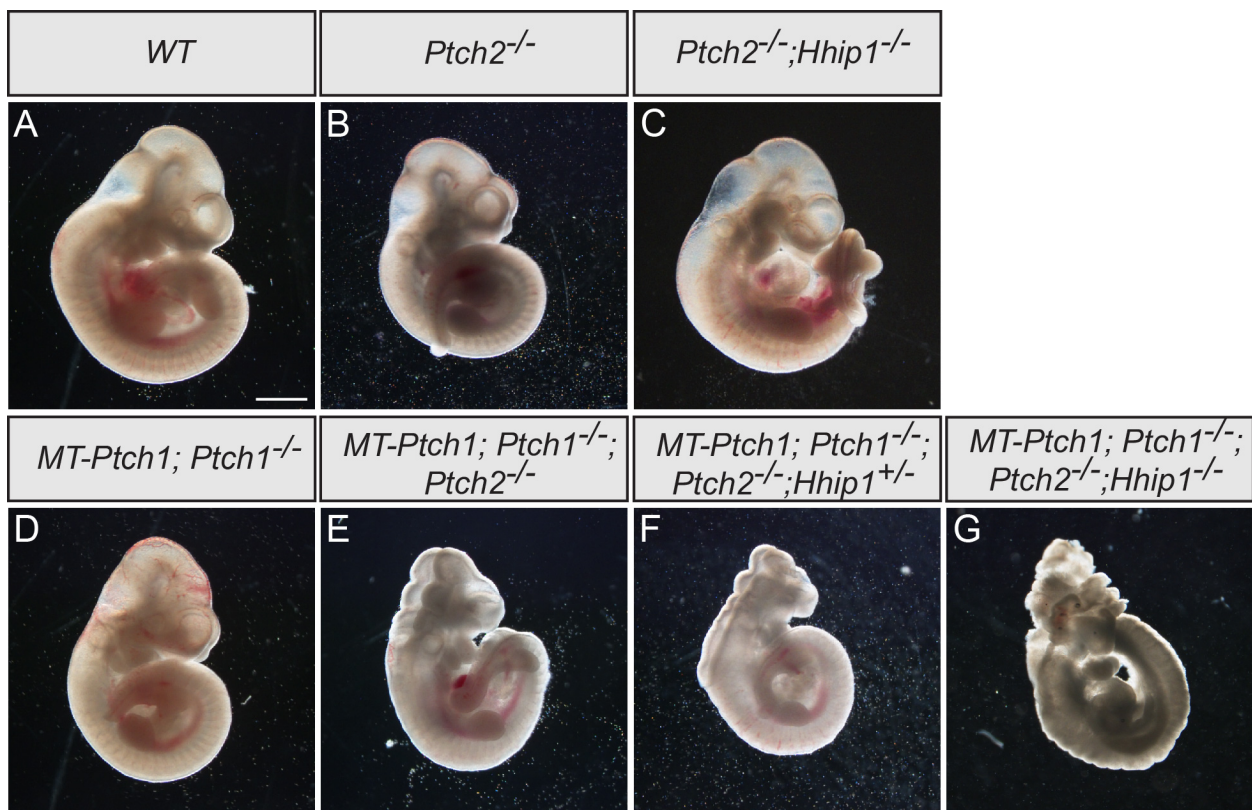 WT
Ptch2-/-
Ptch2-/-;Hhip1-/-
A
B
C
MT-Ptch1; Ptch1-/-
MT-Ptch1; Ptch1-/-;
Ptch2-/-
MT-Ptch1; Ptch1-/-;
Ptch2-/-;Hhip1+/-
MT-Ptch1; Ptch1-/-;
Ptch2-/-;Hhip1-/-
D
E
F
G